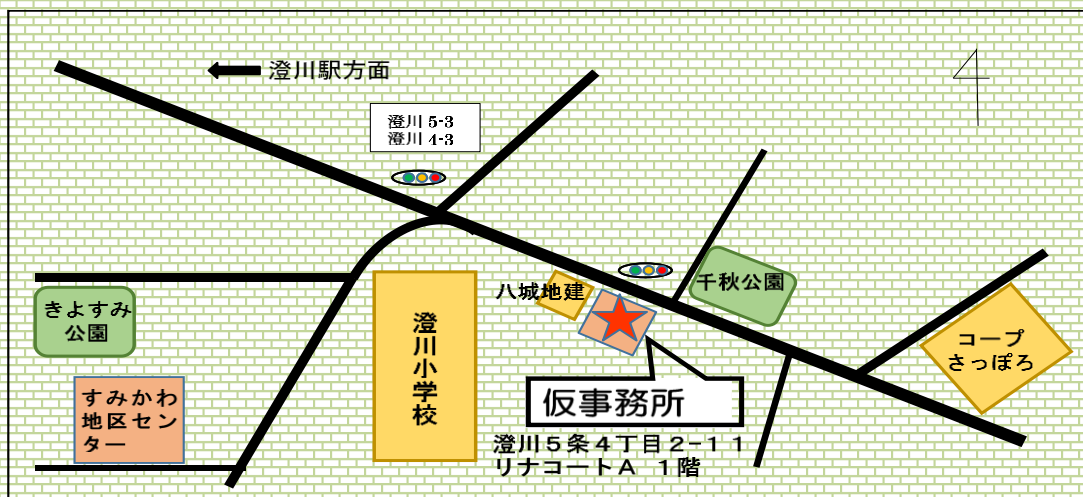 澄川駅方面
澄川 5-3
澄川 4-3
千秋公園
八城地建
きよすみ
公園
澄川小学校
コープ
さっぽろ
すみかわ
地区セン
ター
仮事務所
澄川５条４丁目２-１１
リナコートＡ １階